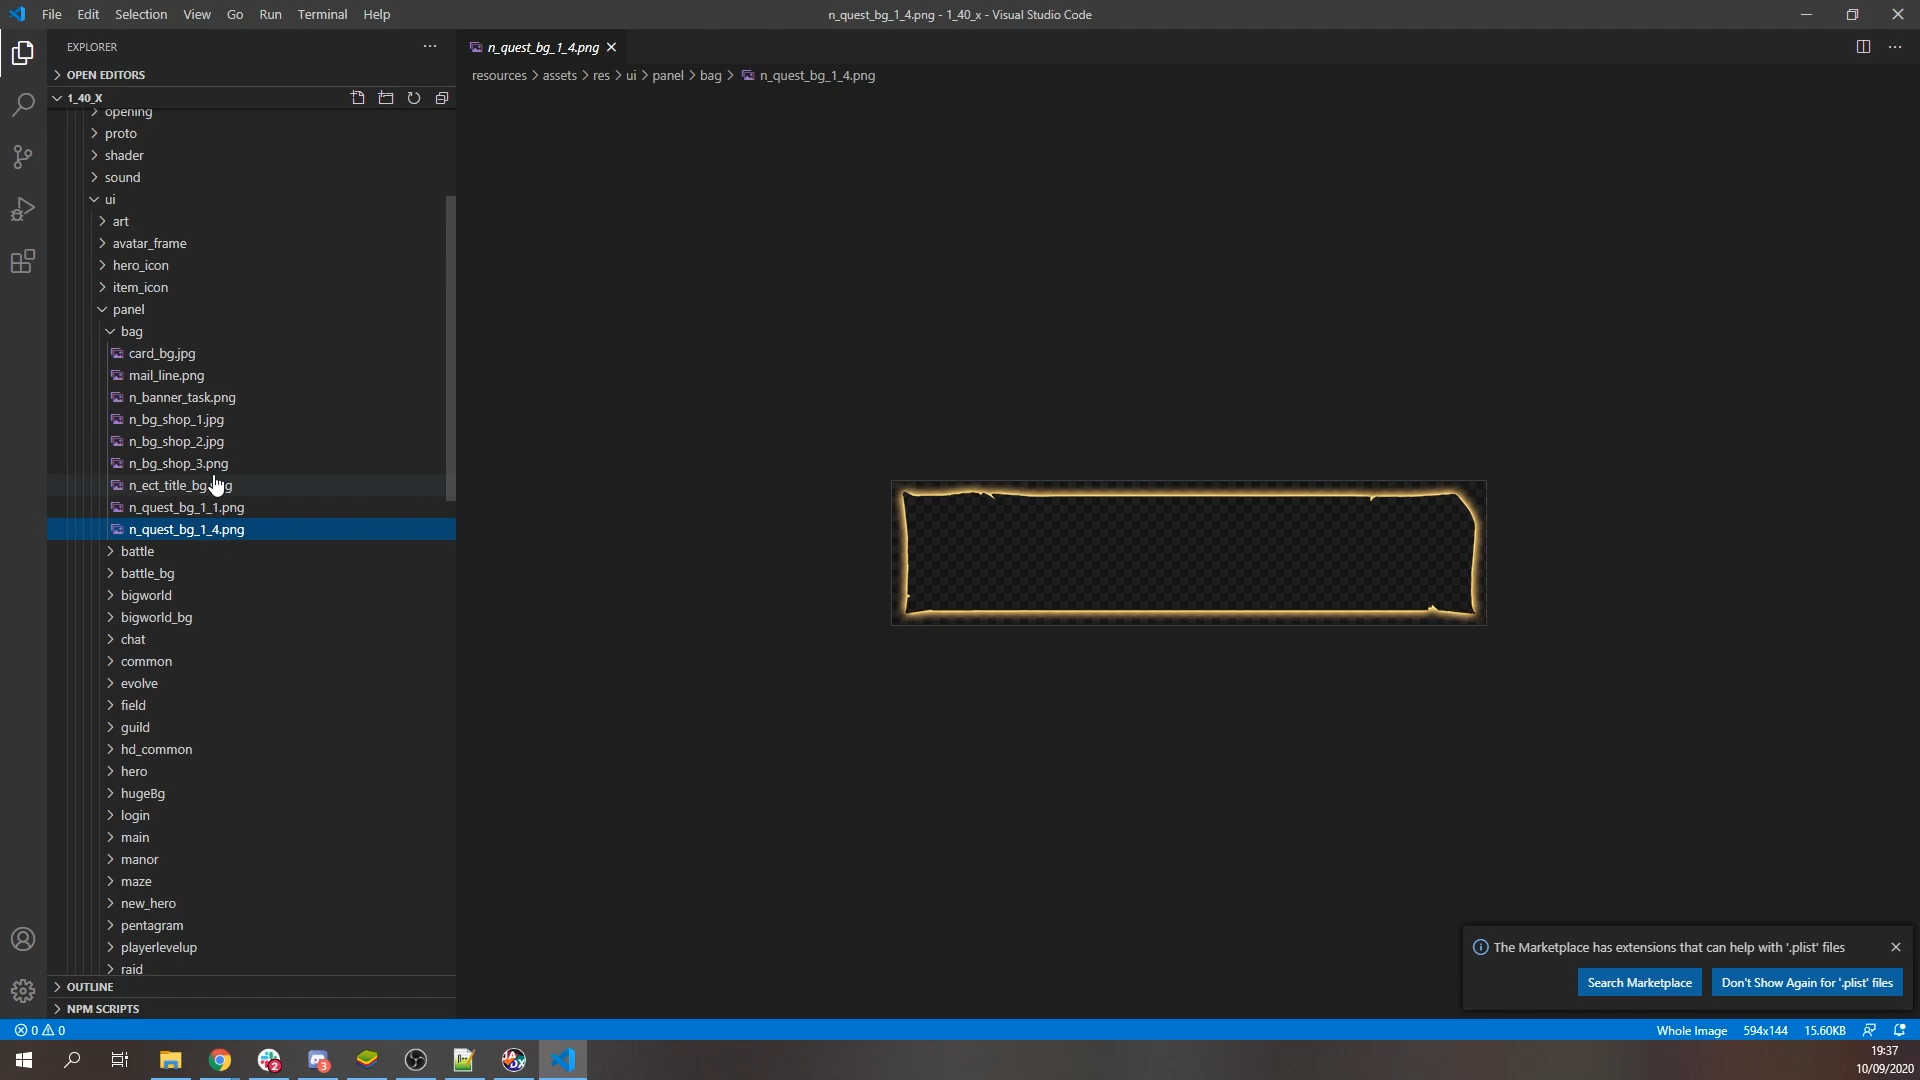 File Edit Selection View Go Run Terminal Help
n_quest_bg_1_4.png - 1_40_x - Visual Studio Code
EXPLORER
OPEN EDITORS
1_40_X
opening
proto
shader
sound
ui
art
avatar_frame
hero_icon
item_icon
panel
bag
card_bg.jpg
mail_line.png
n_banner_task.png
n_bg_shop_1.jpg
n_bg_shop_2.jpg
n_bg_shop_3.png
n_ect_title_bg
n_quest_bg_1_1.png
n_quest_bg_1_4.png
battle
battle_bg
bigworld
bigworld_bg
chat
common
evolve
field
guild
hd_common
hero
hugeBg
login
main
manor
maze
new_hero
pentagram
playerlevelup
raid
OUTLINE
NPM SCRIPTS
n_quest_bg_1_4.png
resources > assets > res > ui > panel > bag > n_quest_bg_1_4.png
The Marketplace has extensions that can help with '.plist' files
Search Marketplace
Don't Show Again for '.plist' files
0 0
Whole Image 594x144 15.60KB
2
3
19:37
10/09/2020